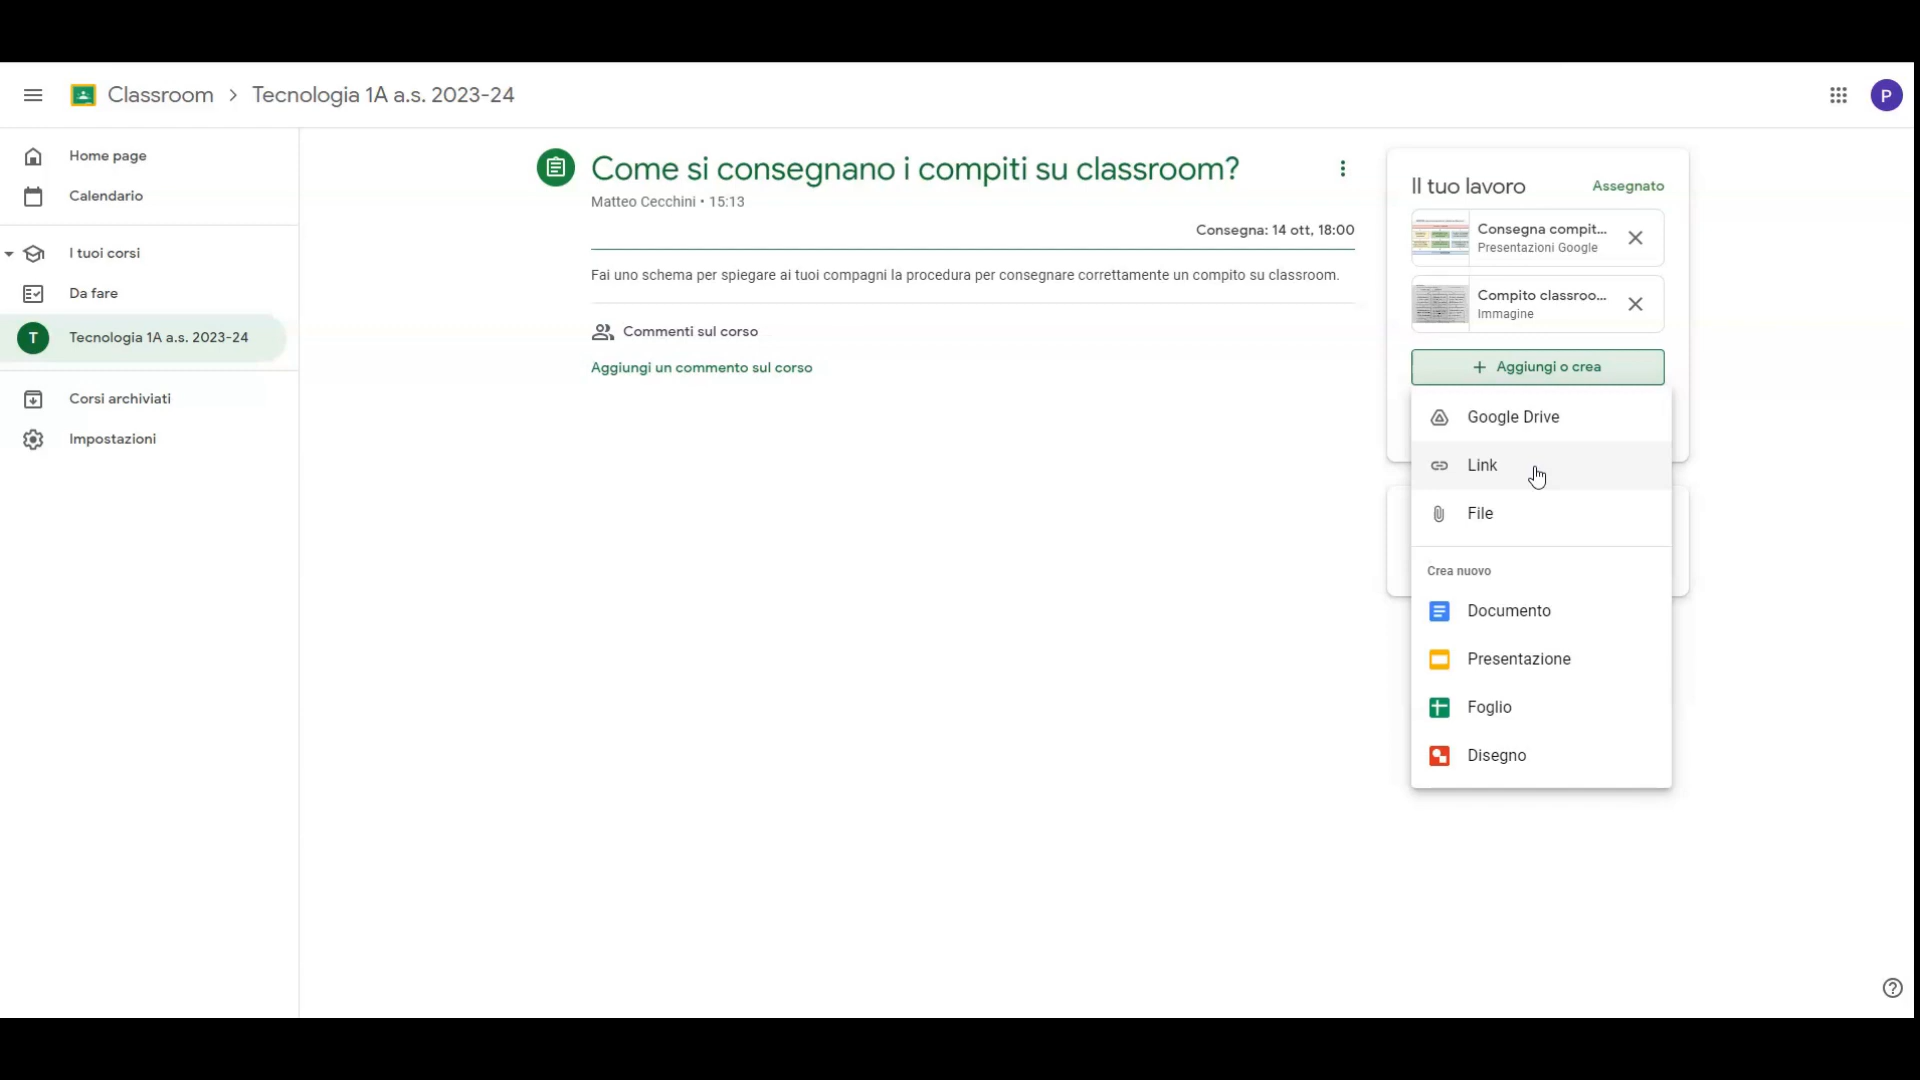 Classroom > Tecnologia 1A a.s. 2023-24
P
Home page
Calendario
I tuoi corsi
Da fare
T Tecnologia 1A a.s. 2023-24
Corsi archiviati
Impostazioni
Come si consegnano i compiti su classroom?
Matteo Cecchini • 15:13
Consegna: 14 ott, 18:00
Fai uno schema per spiegare ai tuoi compagni la procedura per consegnare correttamente un compito su classroom.
Commenti sul corso
Aggiungi un commento sul corso
Il tuo lavoro
Assegnato
Consegna compit...
Presentazioni Google
Compito classroo...
Immagine
+ Aggiungi o crea
Google Drive
Link
File
Crea nuovo
Documento
Presentazione
Foglio
Disegno